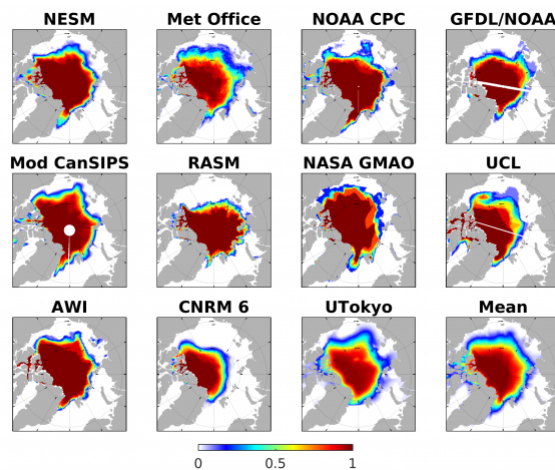 NESM Met Office NOAA CPC GFDL/NOAA
Mod CanSIPS RASM NASA GMAO UCL
AWI CNRM 6 UTokyo Mean
0 0.5 1